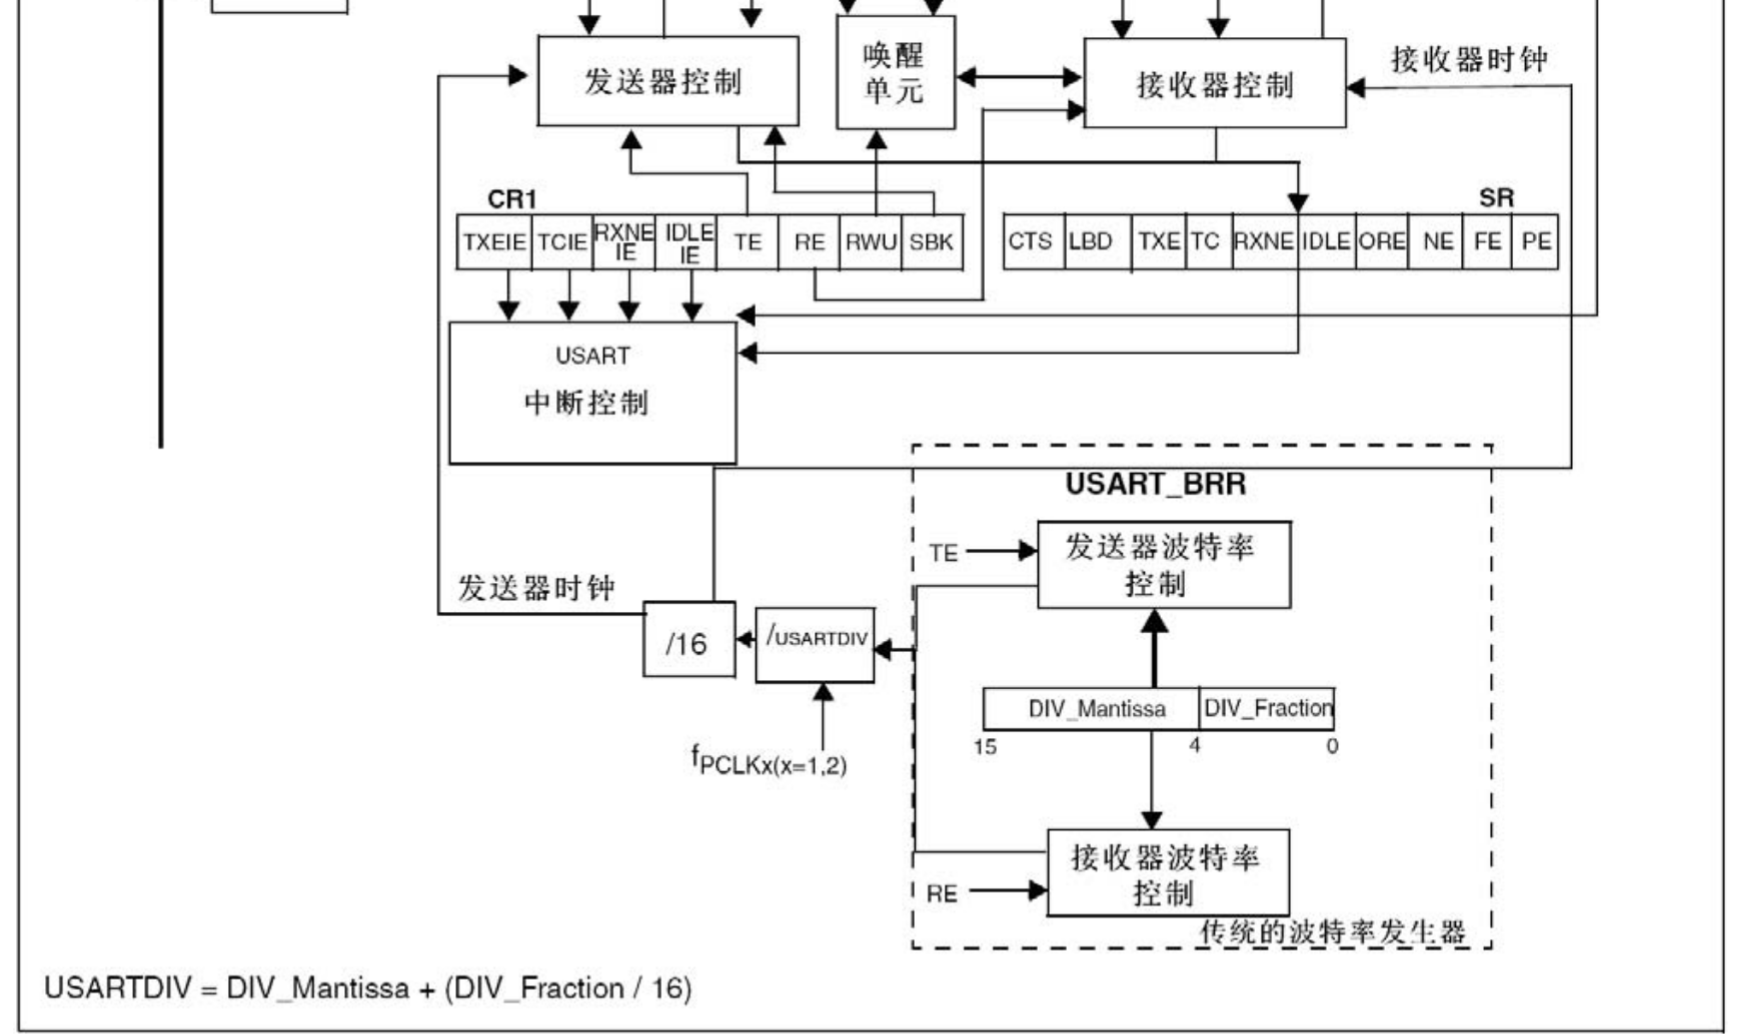 发送器控制
唤醒
单元
接收器控制
接收器时钟
CR1
SR
TXEIE TCIE RXNE IE IDLE IE TE RE RWU SBK
CTS LBD TXE TC RXNE IDLE ORE NE FE PE
USART
中断控制
USART_BRR
TE
发送器波特率
控制
发送器时钟
/16
/USARTDIV
fPCLKx(x=1,2)
DIV_Mantissa DIV_Fraction
15 4 0
RE
接收器波特率
控制
传统的波特率发生器
USARTDIV = DIV_Mantissa + (DIV_Fraction / 16)